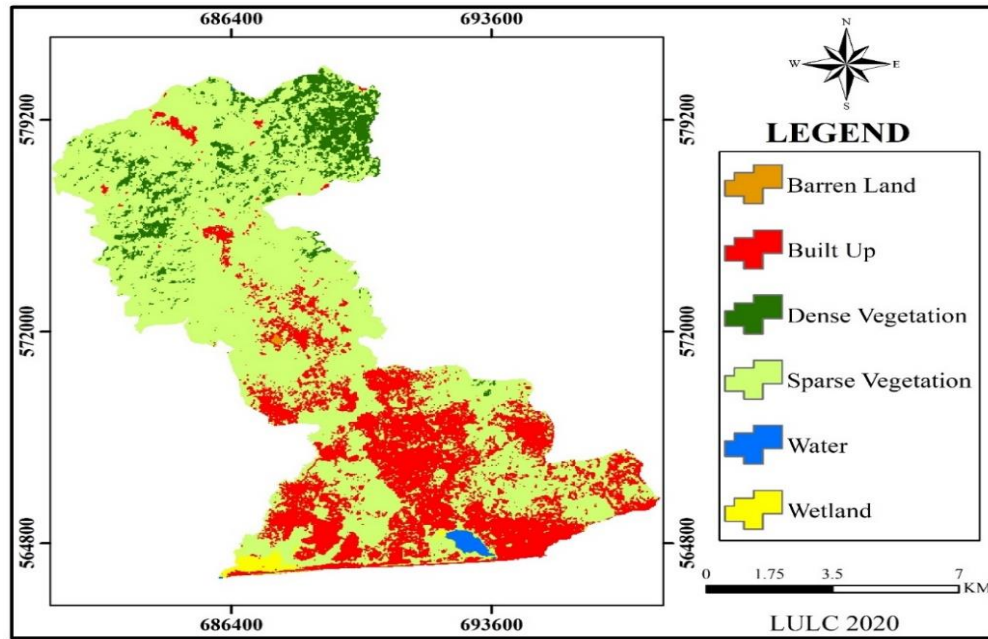 686400 693600
N
W E
S
579200 579200
LEGEND
Barren Land
Built Up
Dense Vegetation
572000 572000
Sparse Vegetation
Water
Wetland
564800 564800
0 1.75 3.5 7
KM
686400 693600
LULC 2020